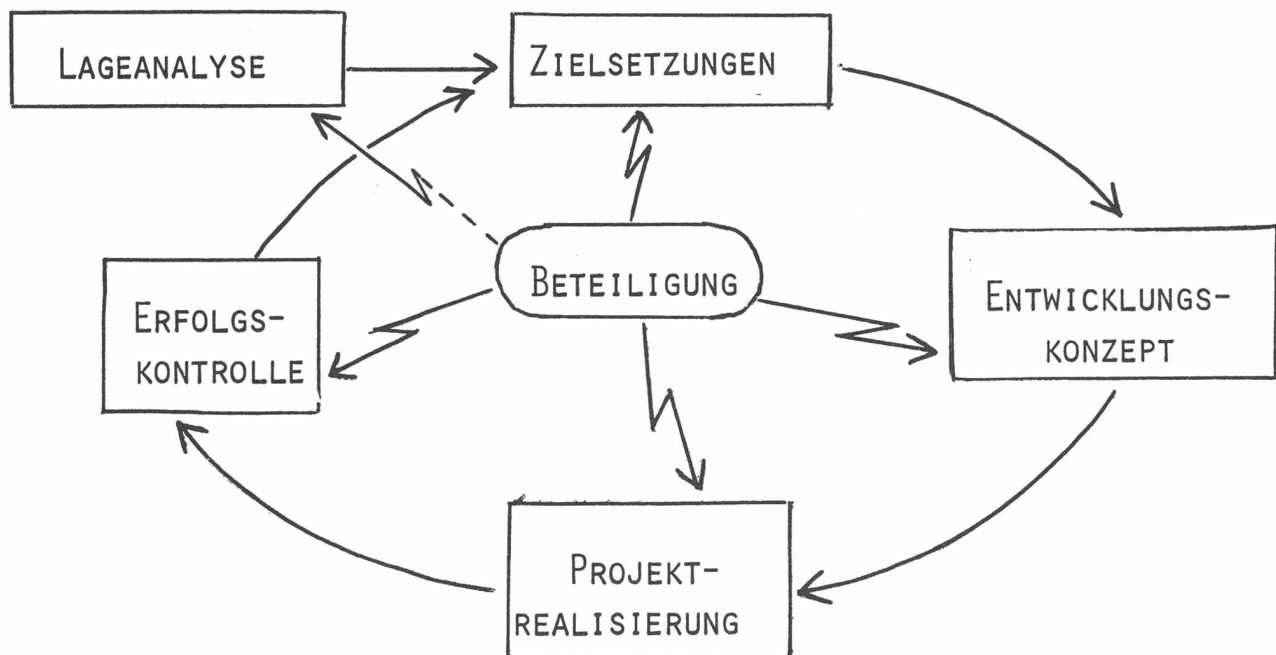 LAGEANALYSE
ZIELSETZUNGEN
BETEILIGUNG
ERFOLGS-
KONTROLLE
ENTWICKLUNGS-
KONZEPT
PROJEKT-
REALISIERUNG